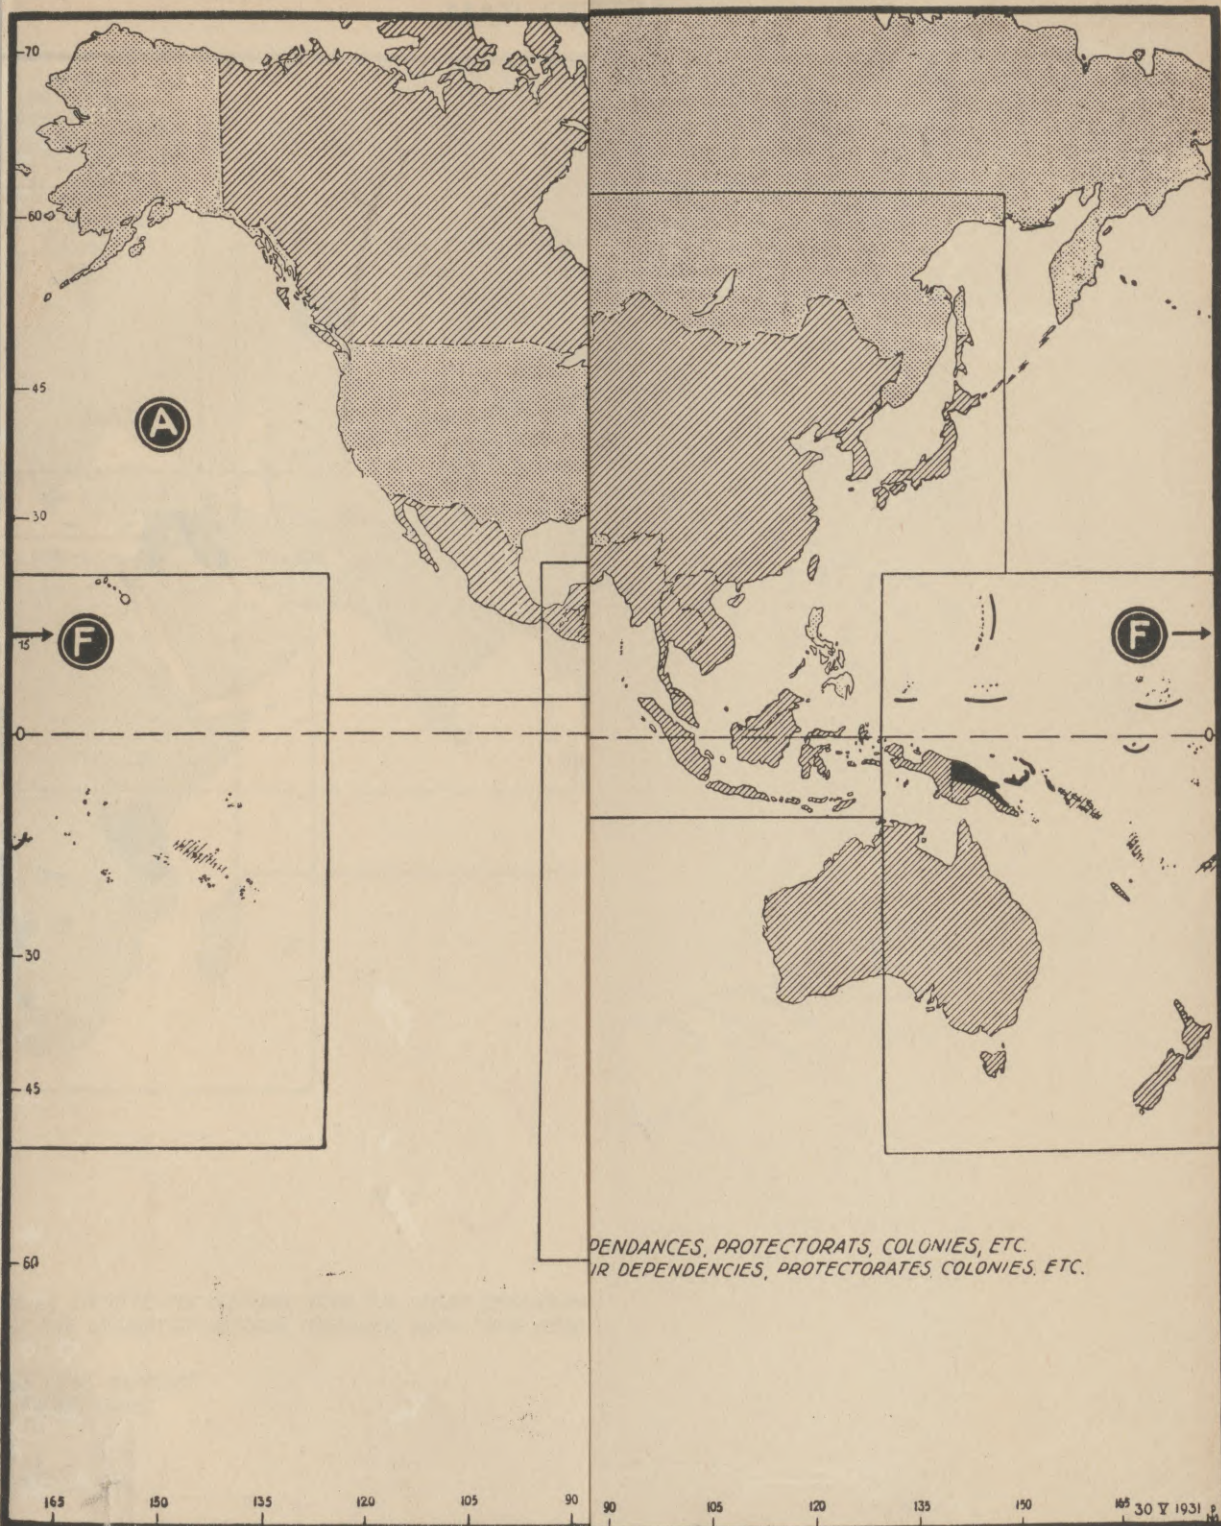 70
60
45
A
30
15
F
F
0
0
30
45
60
PENDANCES, PROTECTORATS, COLONIES, ETC.
IR DEPENDENCIES, PROTECTORATES, COLONIES, ETC.
165 150 135 120 105 90 90 105 120 135 150 165 30 V 1931